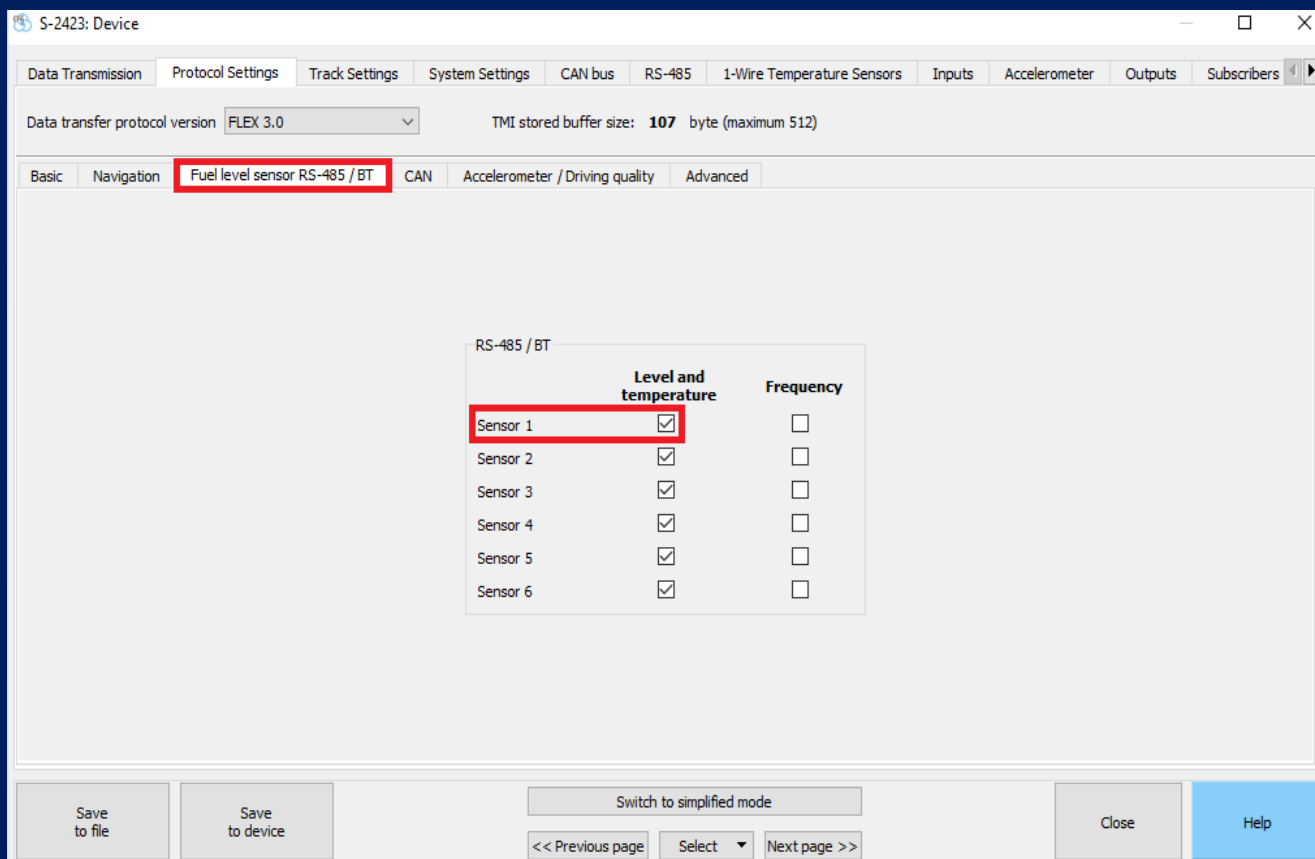 S-2423: Device
Data Transmission Protocol Settings Track Settings System Settings CAN bus RS-485 1-Wire Temperature Sensors Inputs Accelerometer Outputs Subscribers
Data transfer protocol version FLEX 3.0 TMI stored buffer size: 107 byte (maximum 512)
Basic Navigation Fuel level sensor RS-485 / BT CAN Accelerometer / Driving quality Advanced
RS-485 / BT
Level and
temperature Frequency
Sensor 1
Sensor 2
Sensor 3
Sensor 4
Sensor 5
Sensor 6
Save
to file
Save
to device
Switch to simplified mode
<< Previous page Select Next page >>
Close
Help